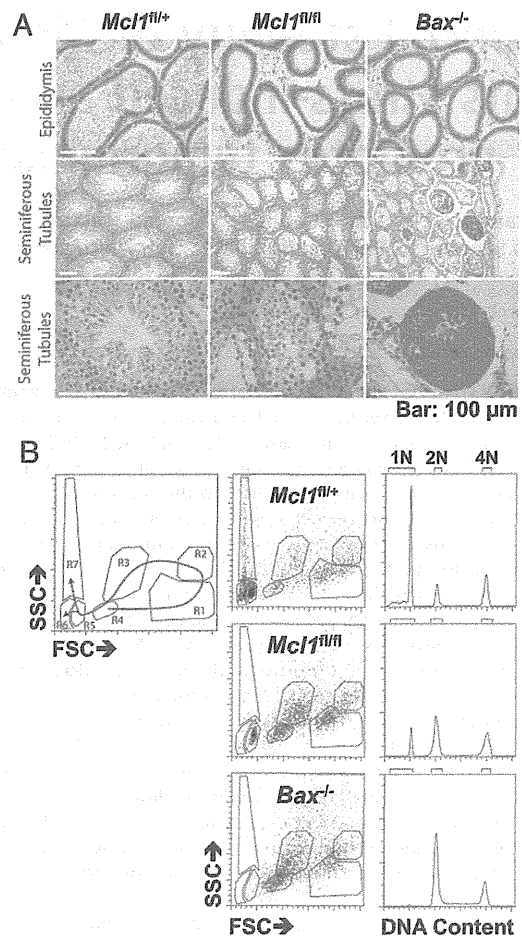 A
Mcl1fl/+ Mcl1fl/fl Bax-/-
Epididymis
Seminiferous
Tubules
Seminiferous
Tubules
Bar: 100 µm
B
1N 2N 4N
Mcl1fl/+
R7
R3
R2
R6
R5
R4
R1
SSC→
FSC→
Mcl1fl/fl
Bax-/-
SSC→
FSC→
DNA Content